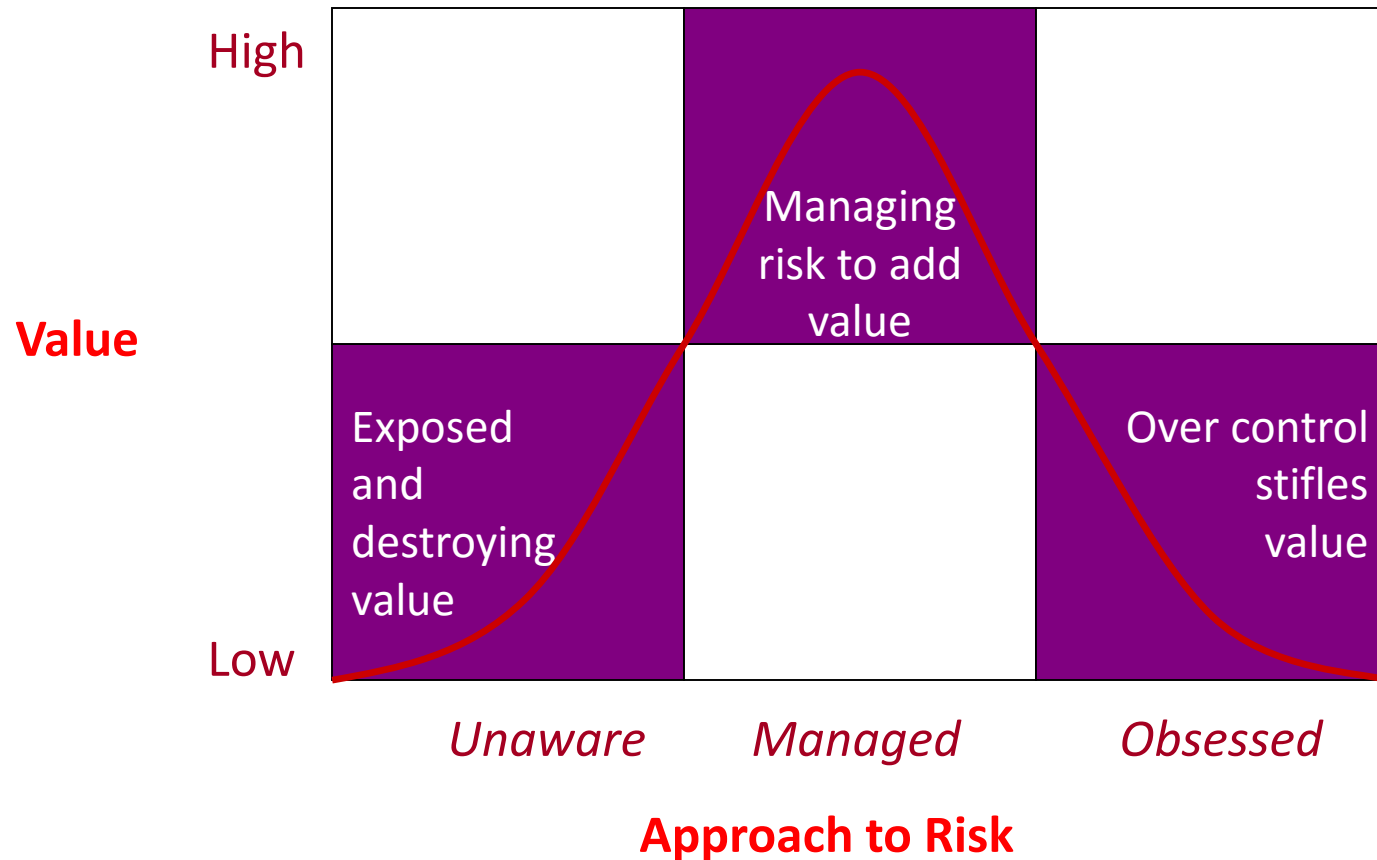 High
Managing
risk to add
value
Value
Exposed
and
destroying
value
Over control
stifles
value
Low
Unaware
Managed
Obsessed
Approach to Risk